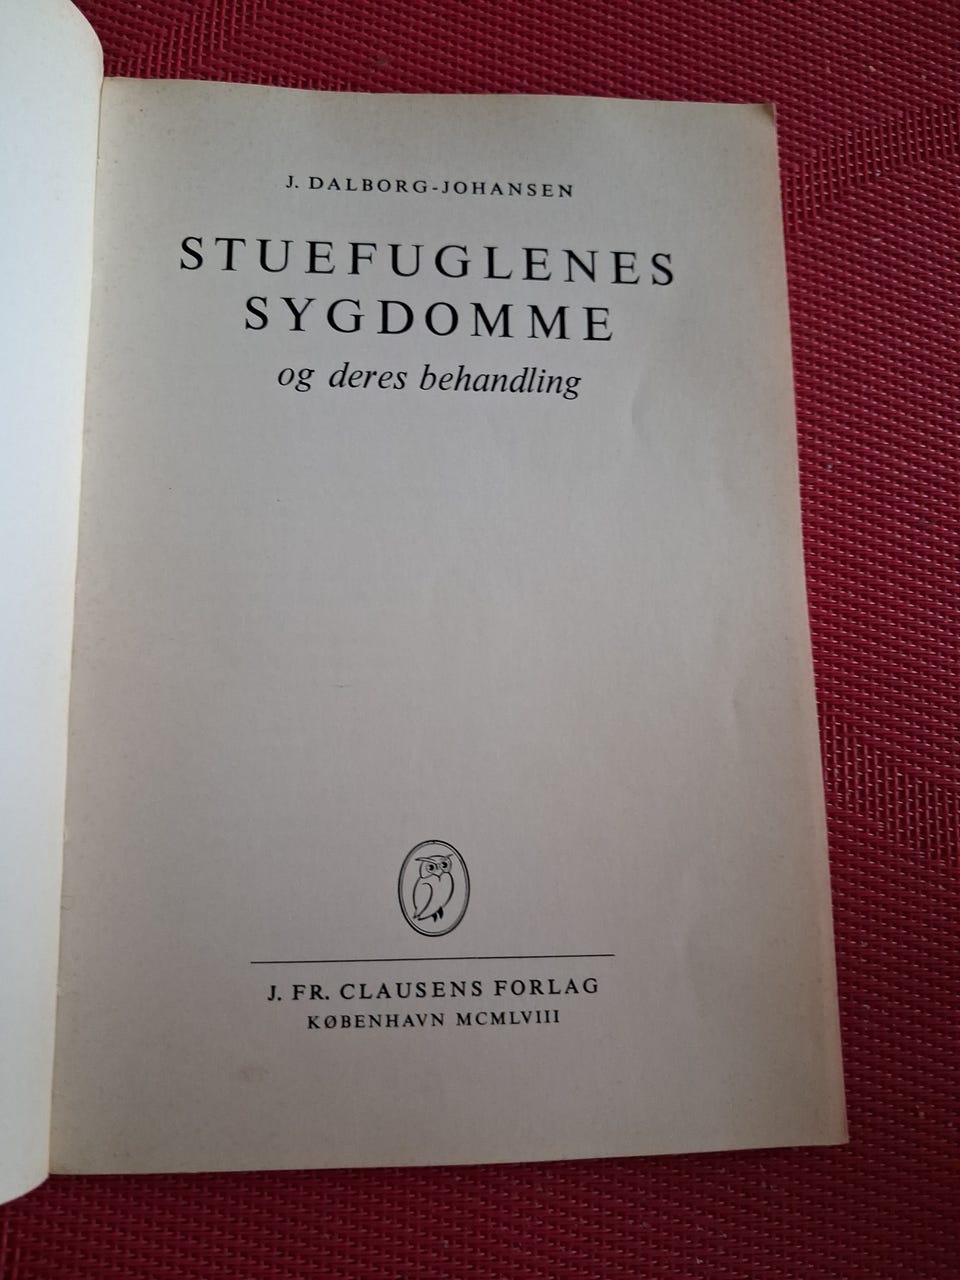 J. DALBORG-JOHANSEN
STUEFUGLENES
SYGDOMME
og deres behandling
J. FR. CLAUSENS FORLAG
KØBENHAVN MCMLVIII